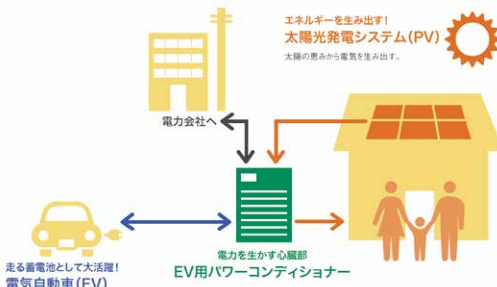 エネルギーを生み出す！
太陽光発電システム(PV)
太陽の恵みから電気を生み出す。
電力会社へ
電力を生かす心臓部
EV用パワーコンディショナー
走る蓄電池として大活躍！
電気自動車(EV)